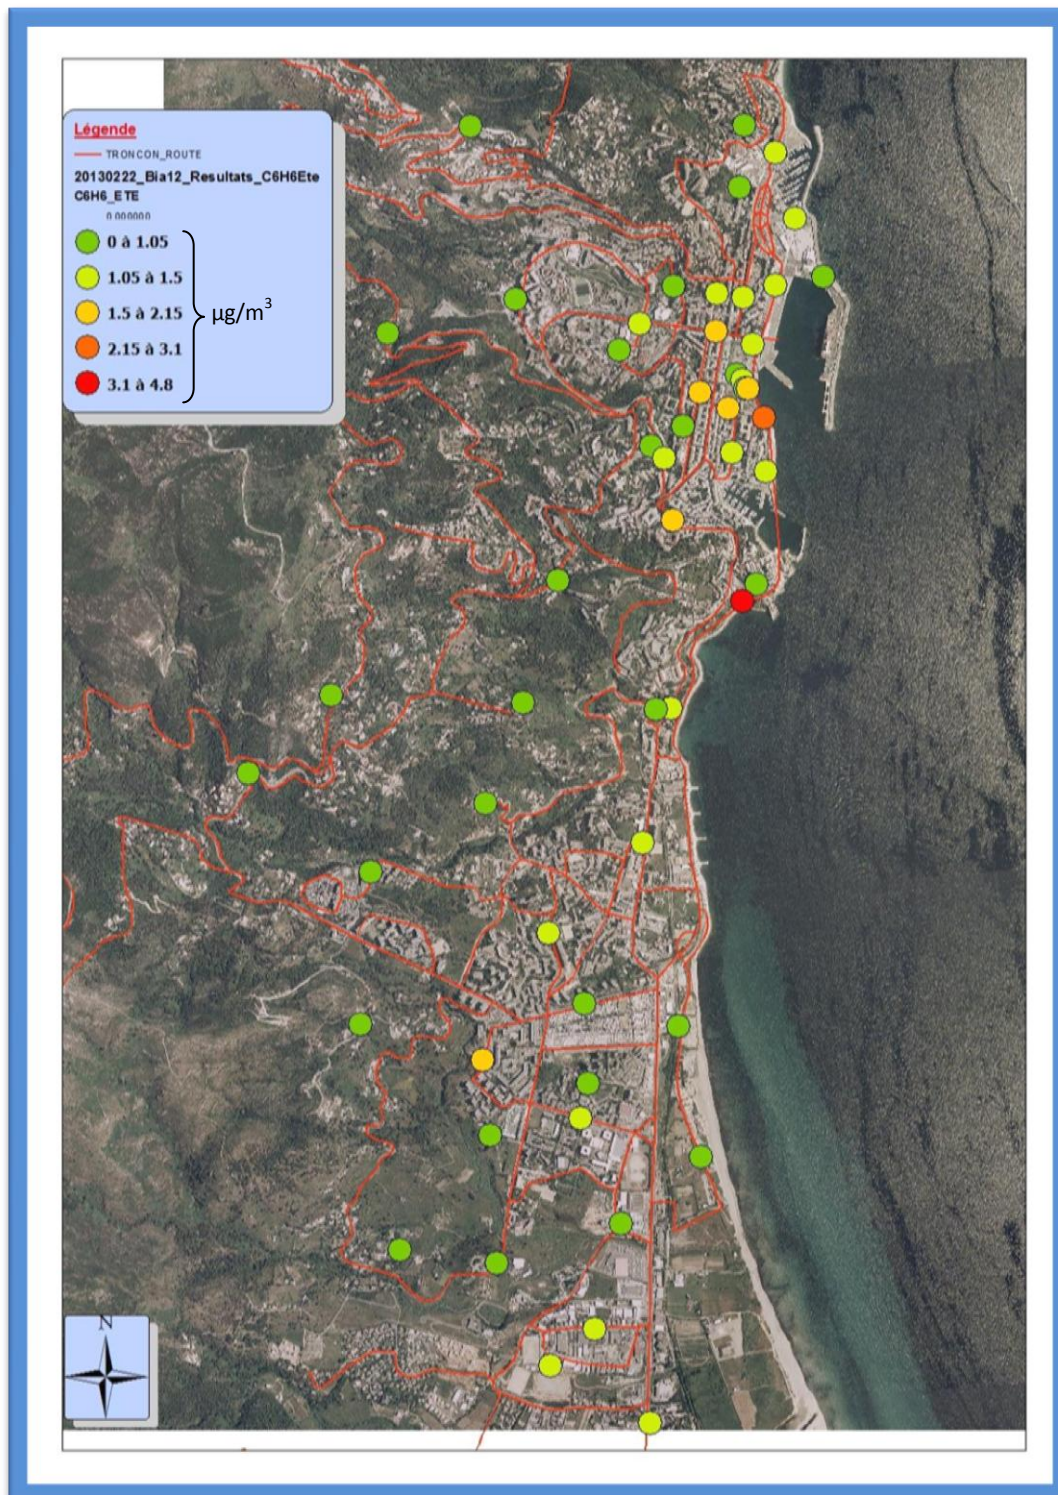 Légende
TRONCON_ROUTE
20130222_Bia12_Resultats_C6H6Ete
C6H6_ETE
0.000000
0 à 1.05
1.05 à 1.5
1.5 à 2.15
2.15 à 3.1
3.1 à 4.8
µg/m³
N